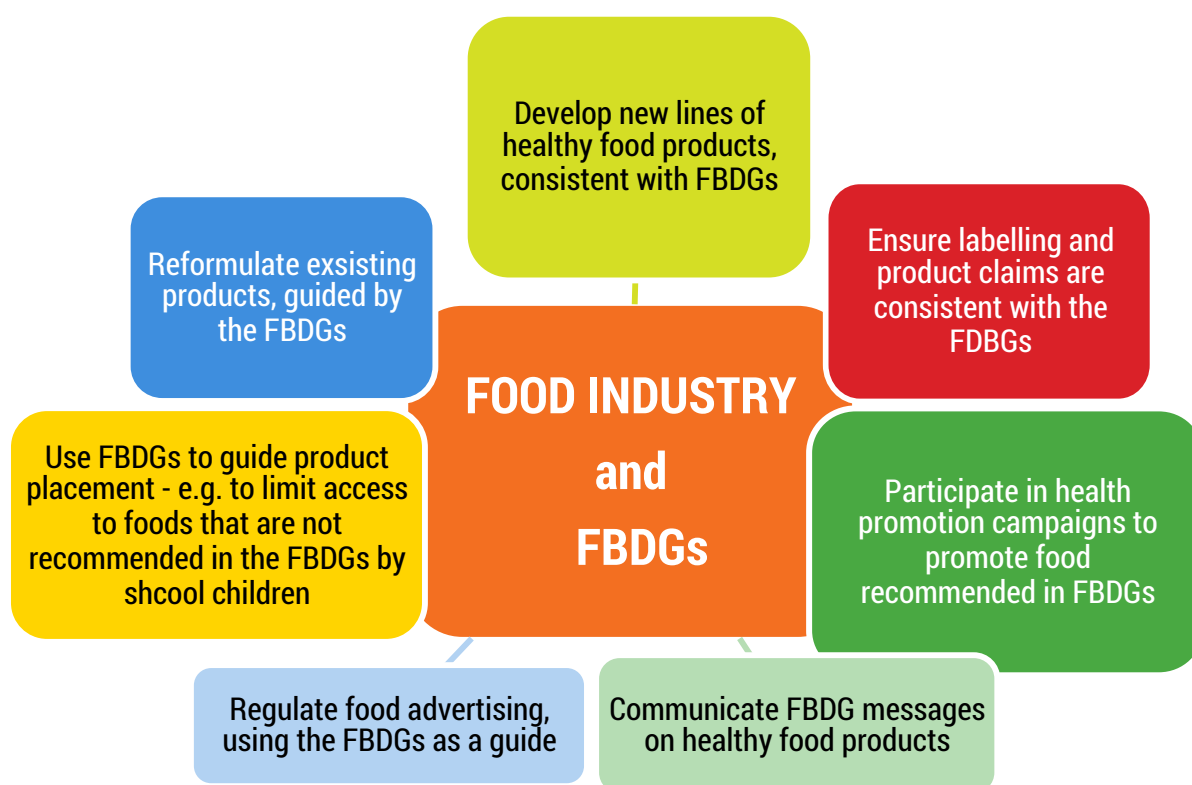 Develop new lines of
healthy food products,
consistent with FBDGs
Reformulate exsisting
products, guided by
the FBDGs
Ensure labelling and
product claims are
consistent with the
FDBGs
FOOD INDUSTRY
and
FBDGs
Use FBDGs to guide product
placement - e.g. to limit access
to foods that are not
recommended in the FBDGs by
shcool children
Participate in health
promotion campaigns to
promote food
recommended in FBDGs
Regulate food advertising,
using the FBDGs as a guide
Communicate FBDG messages
on healthy food products